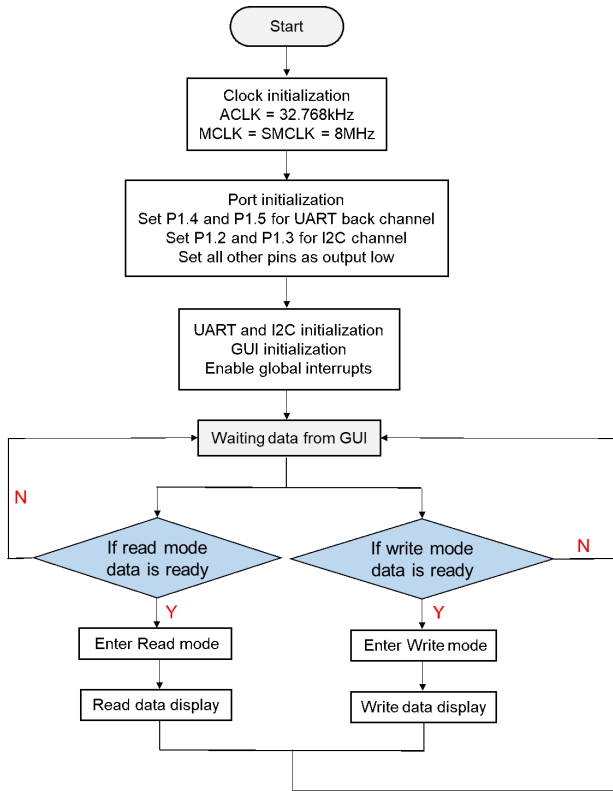 Start
Clock initialization
ACLK = 32.768kHz
MCLK = SMCLK = 8MHz
Port initialization
Set P1.4 and P1.5 for UART back channel
Set P1.2 and P1.3 for I2C channel
Set all other pins as output low
UART and I2C initialization
GUI initialization
Enable global interrupts
Waiting data from GUI
N
If read mode
data is ready
Y
Enter Read mode
Read data display
If write mode
data is ready
N
Y
Enter Write mode
Write data display